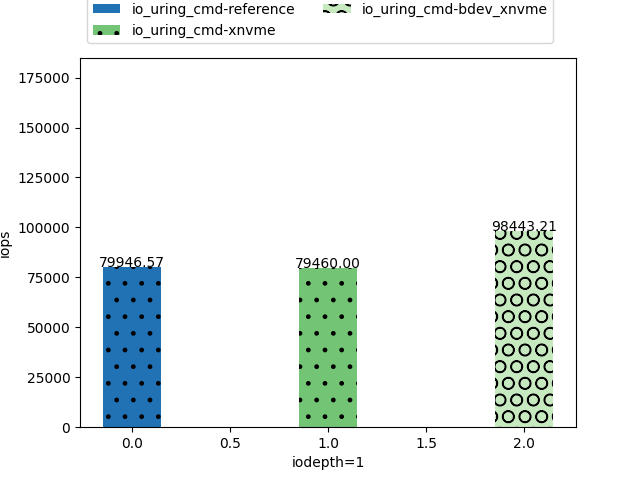 io_uring_cmd-reference
io_uring_cmd-xnvme
io_uring_cmd-bdev_xnvme
iops
175000
150000
125000
100000
75000
50000
25000
0
79946.57
79460.00
98443.21
0.0 0.5 1.0 1.5 2.0
iodepth=1